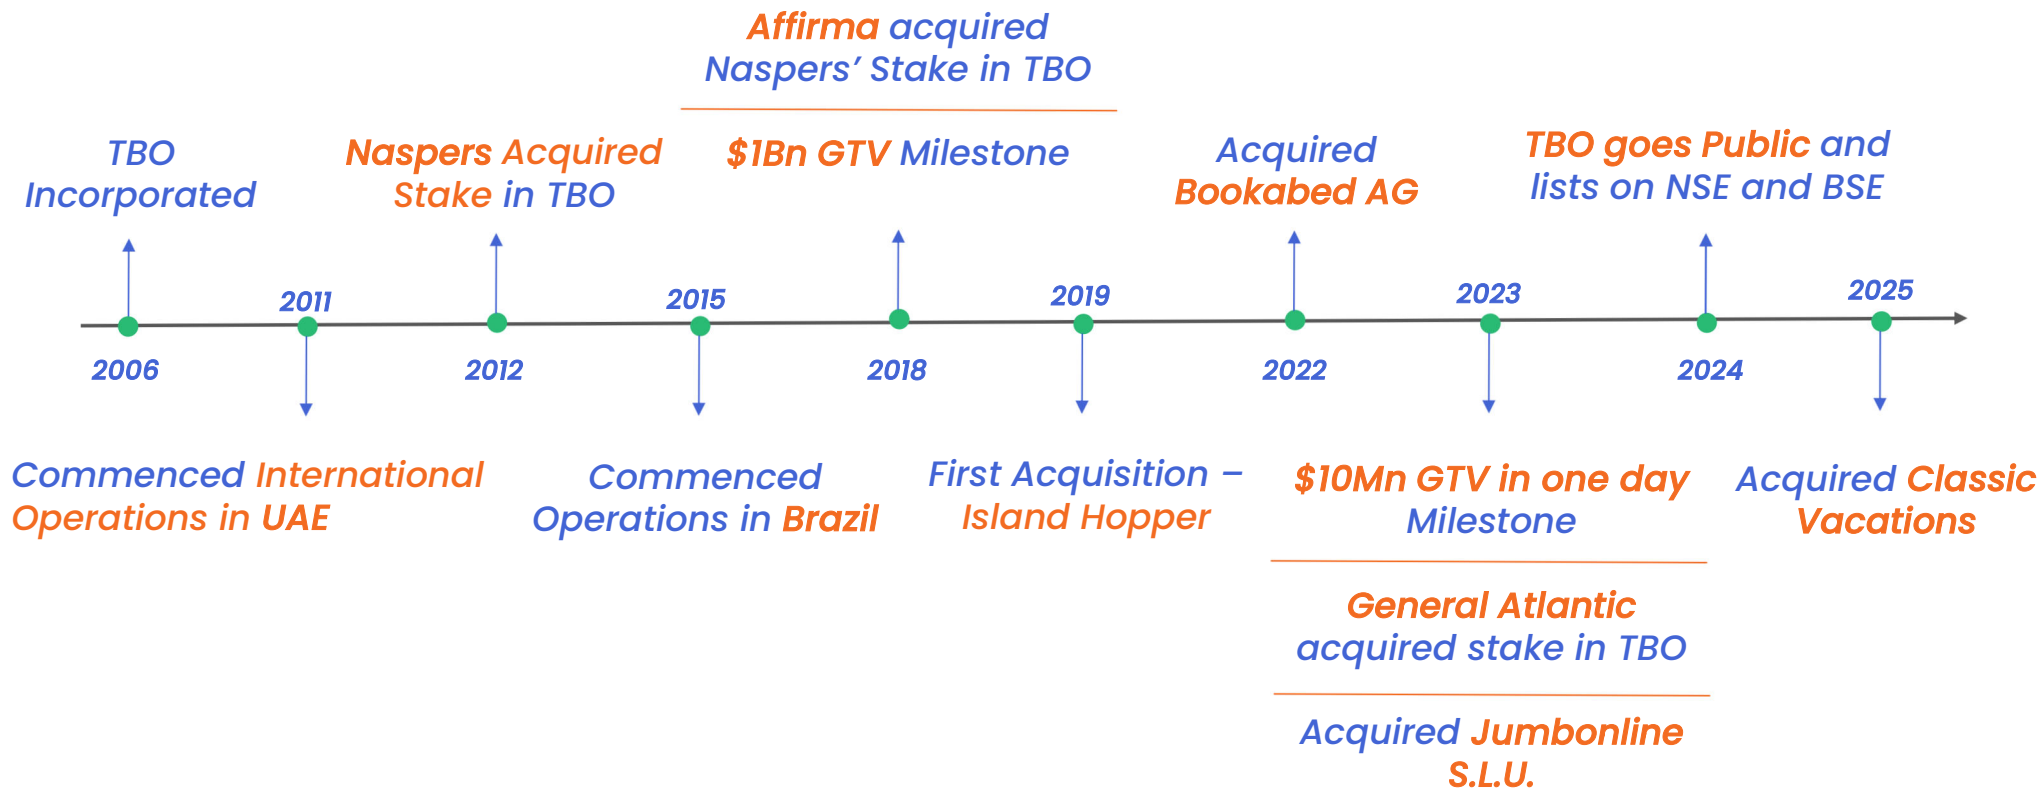 Affirma acquired
Naspers' Stake in TBO
TBO
Incorporated
Naspers Acquired
Stake in TBO
$1Bn GTV Milestone
Acquired
Bookabed AG
TBO goes Public and
lists on NSE and BSE
2011
2015
2019
2023
2025
2006
2012
2018
2022
2024
Commenced International
Operations in UAE
Commenced
Operations in Brazil
First Acquisition –
Island Hopper
$10Mn GTV in one day
Milestone
General Atlantic
acquired stake in TBO
Acquired Jumbonline
S.L.U.
Acquired Classic
Vacations